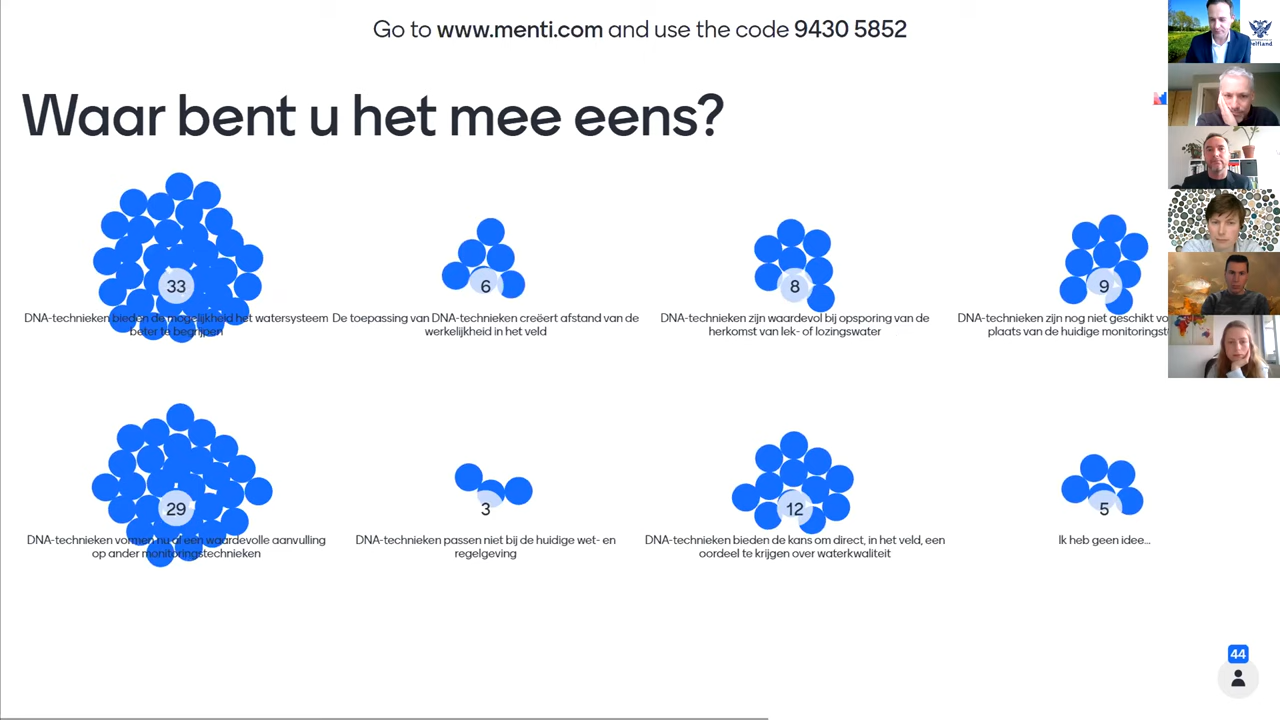 Go to www.menti.com and use the code 9430 5852
Waar bent u het mee eens?
33
DNA-technieken bieden de mogelijkheid het watersysteem
beter te begrijpen
6
De toepassing van DNA-technieken creëert afstand van de
werkelijkheid in het veld
8
DNA-technieken zijn waardevol bij opsporing van de
herkomst van lek- of lozingswater
9
DNA-technieken zijn nog niet geschikt
plaats van de huidige
29
DNA-technieken vormen nu al een waardevolle aanvulling
op ander monitoringstechnieken
3
DNA-technieken passen niet bij de huidige wet- en
regelgeving
12
DNA-technieken bieden de kans om direct, in het veld, een
oordeel te krijgen over waterkwaliteit
5
Ik heb geen idee...
44